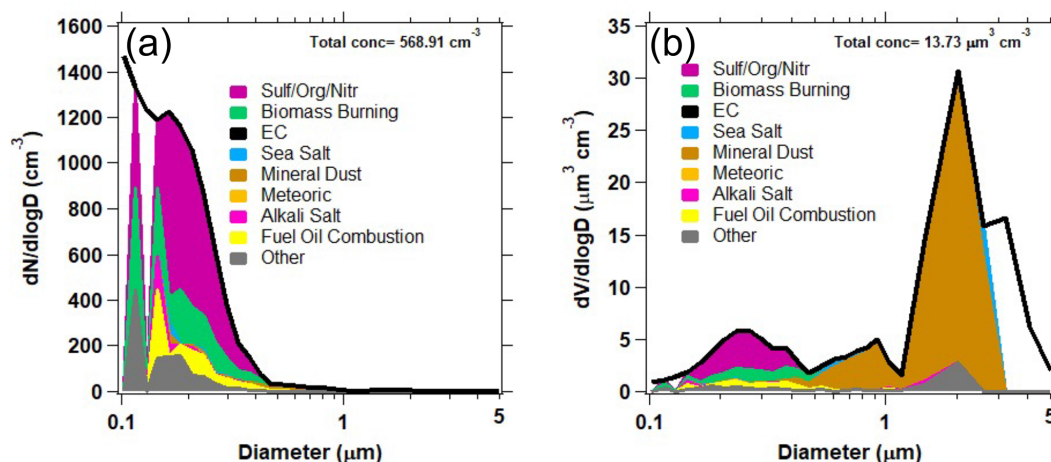 (a)
Total conc= 568.91 cm⁻³
1600
1400
1200
1000
800
600
400
200
0
dN/dlogD (cm⁻³)
Sulf/Org/Nitr
Biomass Burning
EC
Sea Salt
Mineral Dust
Meteoric
Alkali Salt
Fuel Oil Combustion
Other
0.1
1
5
Diameter (μm)
(b)
Total conc= 13.73 μm³ cm⁻³
35
30
25
20
15
10
5
0
dV/dlogD (μm³ cm⁻³)
Sulf/Org/Nitr
Biomass Burning
EC
Sea Salt
Mineral Dust
Meteoric
Alkali Salt
Fuel Oil Combustion
Other
0.1
1
5
Diameter (μm)